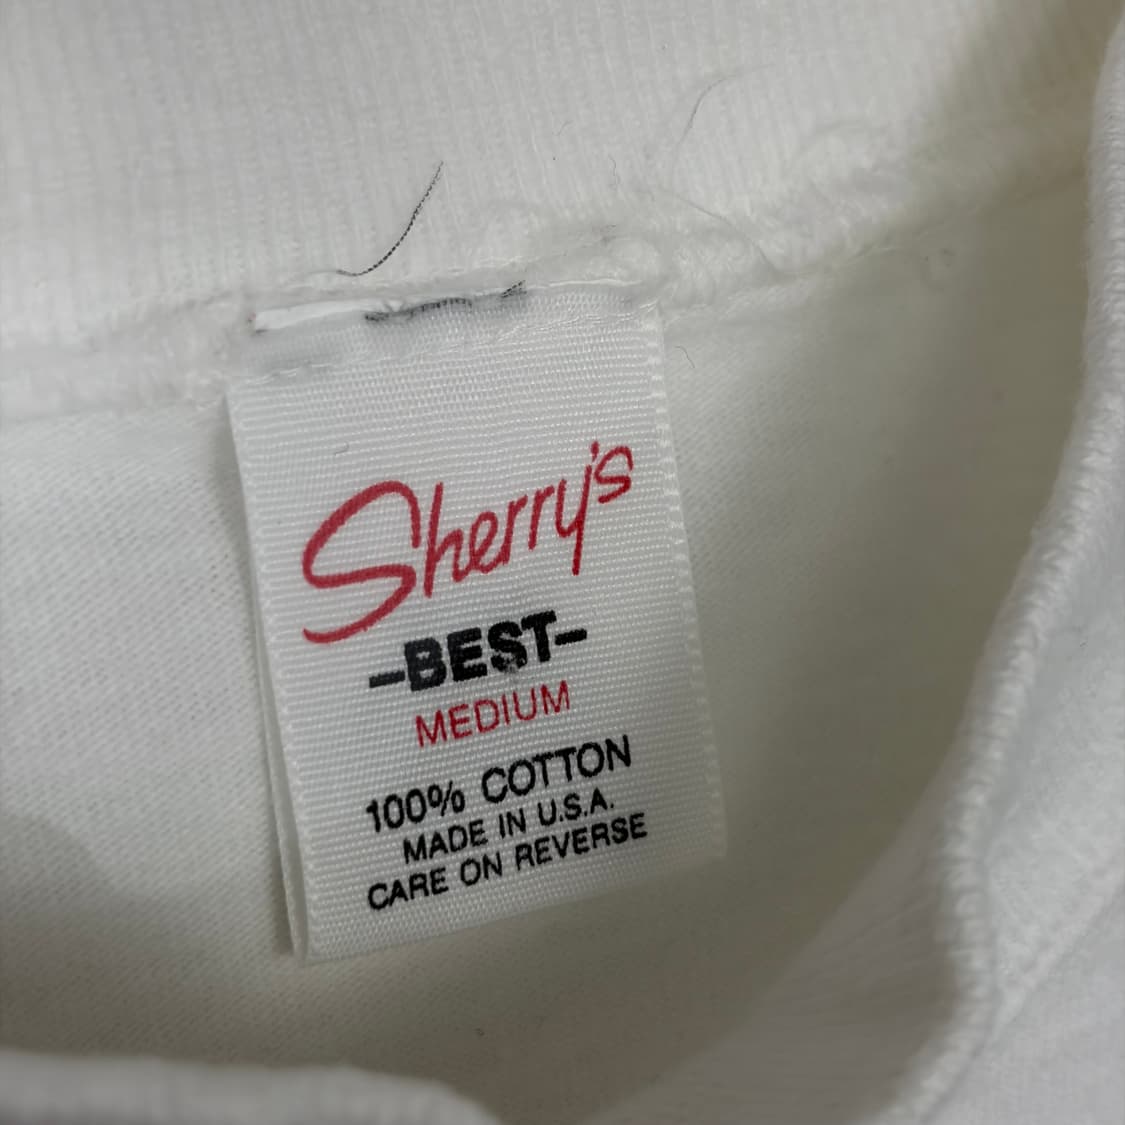 Sherry's
-BEST-
MEDIUM
100% COTTON
MADE IN U.S.A.
CARE ON REVERSE